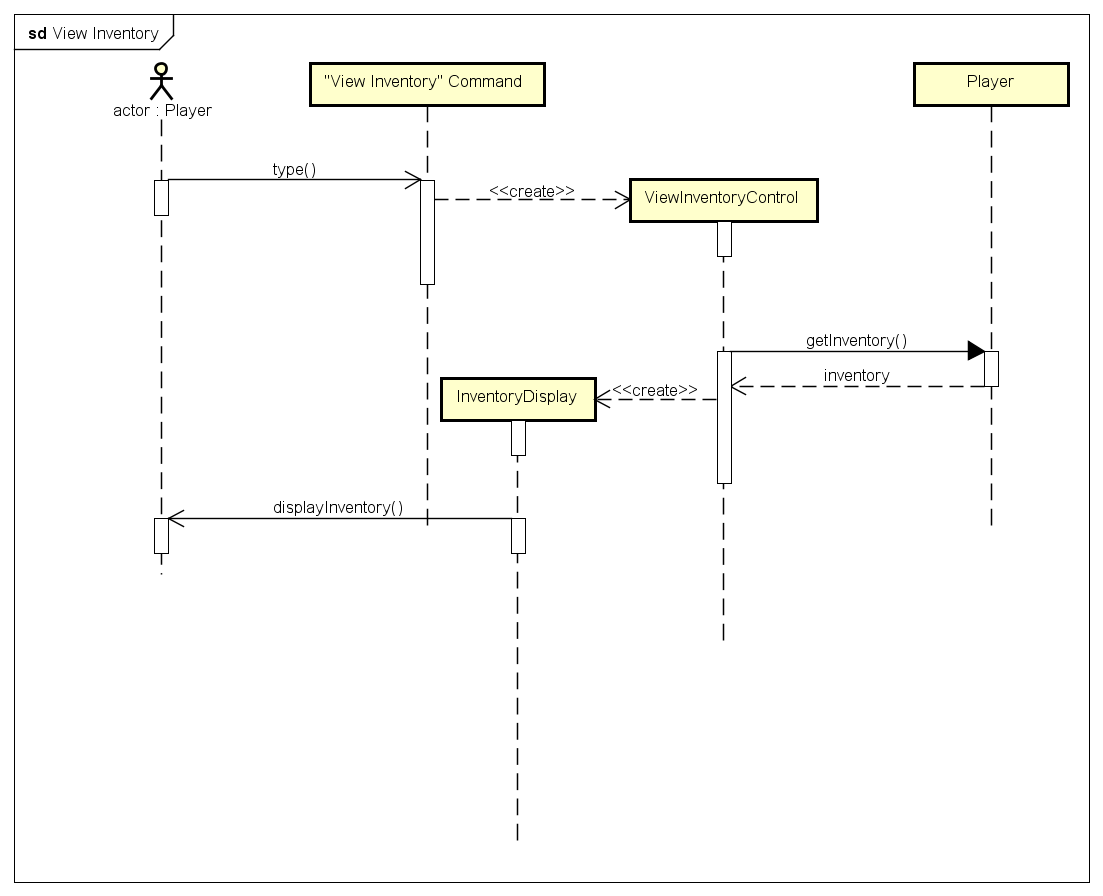 sd View Inventory
actor : Player
"View Inventory" Command
Player
type()
<<create>>
ViewInventoryControl
getInventory()
inventory
<<create>>
InventoryDisplay
displayInventory()